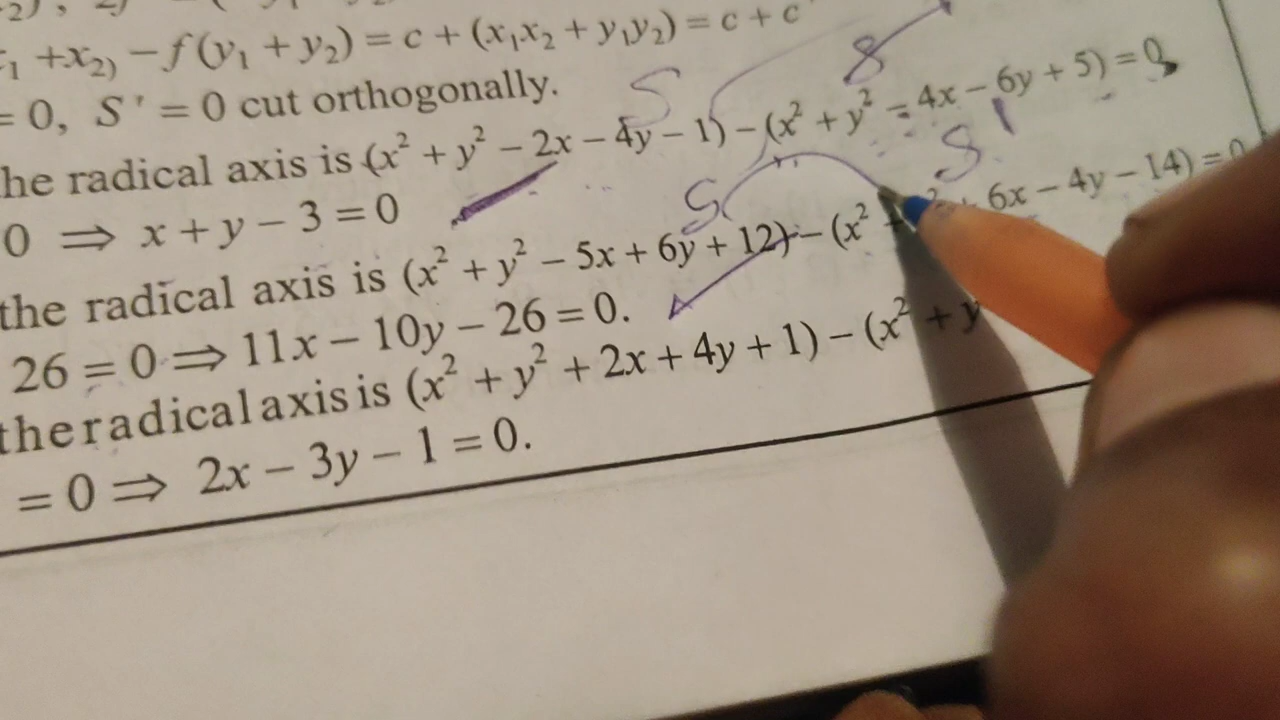 +x₂) − f(y₁ + y₂) = c + (x₁x₂ + y₁y₂) = c + c
= 0, S' = 0 cut orthogonally.
S 8
he radical axis is (x² + y² − 2x − 4y − 1) − (x² + y² − 4x − 6y + 5) = 0
0 ⇒ x + y − 3 = 0
S S'
the radical axis is (x² + y² − 5x + 6y + 12) − (x² + 6x − 4y − 14) = 0
26 = 0 ⇒ 11x − 10y − 26 = 0.
the radical axis is (x² + y² + 2x + 4y + 1) − (x² + y
= 0 ⇒ 2x − 3y − 1 = 0.